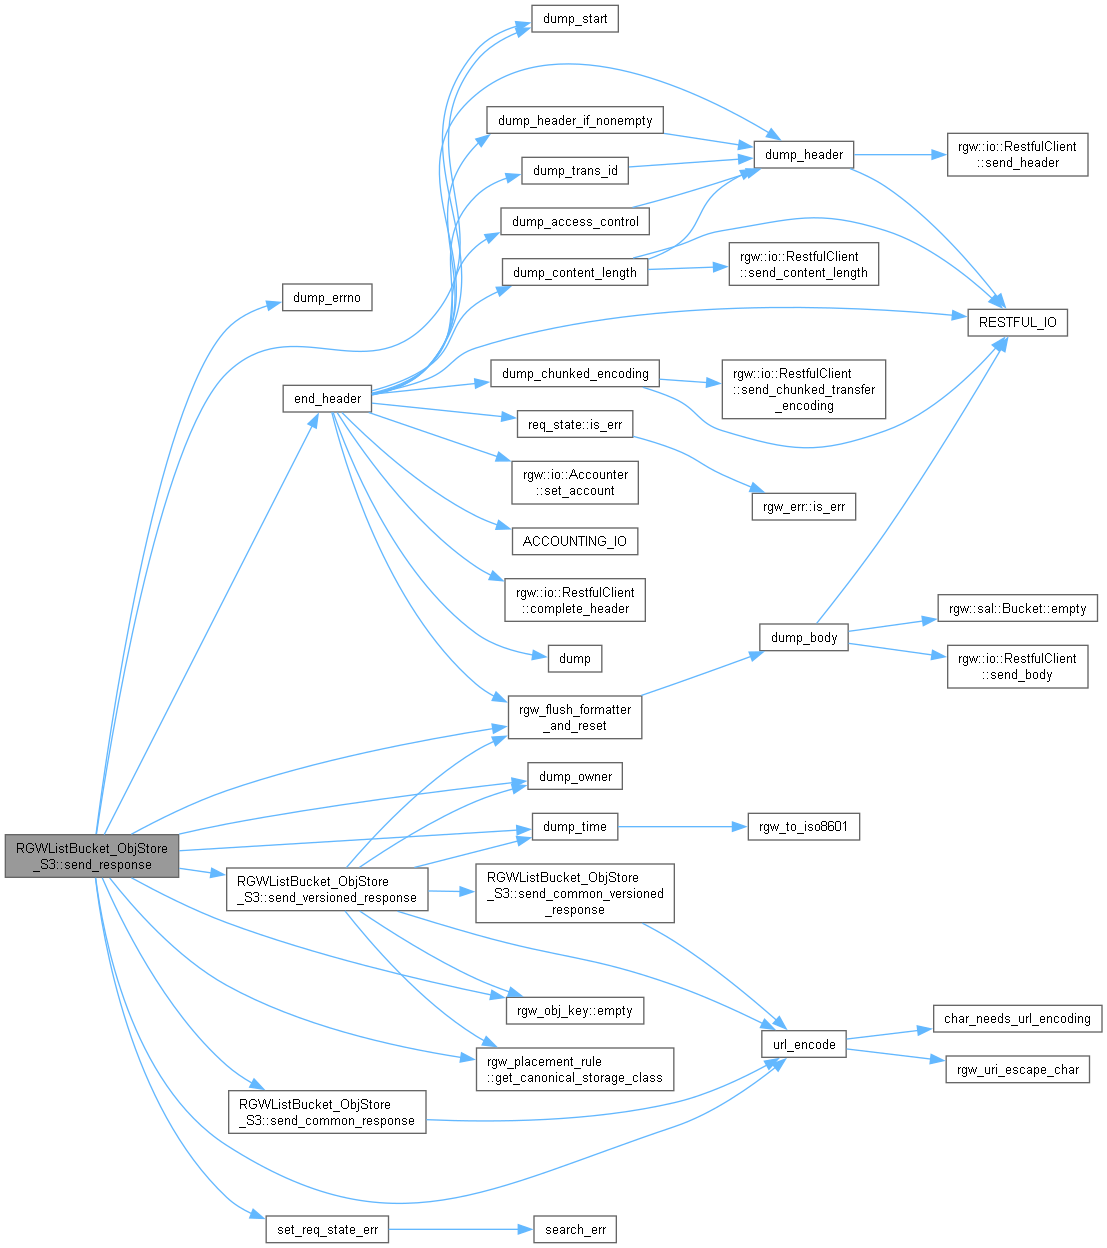 dump_start
dump_header_if_nonempty
dump_header
rgw::io::RestfulClient
::send_header
dump_trans_id
dump_access_control
dump_content_length
rgw::io::RestfulClient
::send_content_length
dump_errno
RESTFUL_IO
end_header
dump_chunked_encoding
rgw::io::RestfulClient
::send_chunked_transfer
_encoding
req_state::is_err
rgw::io::Accounter
::set_account
rgw_err::is_err
ACCOUNTING_IO
rgw::io::RestfulClient
::complete_header
rgw::sal::Bucket::empty
dump_body
dump
rgw::io::RestfulClient
::send_body
rgw_flush_formatter
_and_reset
dump_owner
dump_time
rgw_to_iso8601
RGWListBucket_ObjStore
_S3::send_response
RGWListBucket_ObjStore
_S3::send_versioned_response
RGWListBucket_ObjStore
_S3::send_common_versioned
_response
rgw_obj_key::empty
char_needs_url_encoding
url_encode
rgw_placement_rule
::get_canonical_storage_class
rgw_uri_escape_char
RGWListBucket_ObjStore
_S3::send_common_response
set_req_state_err
search_err